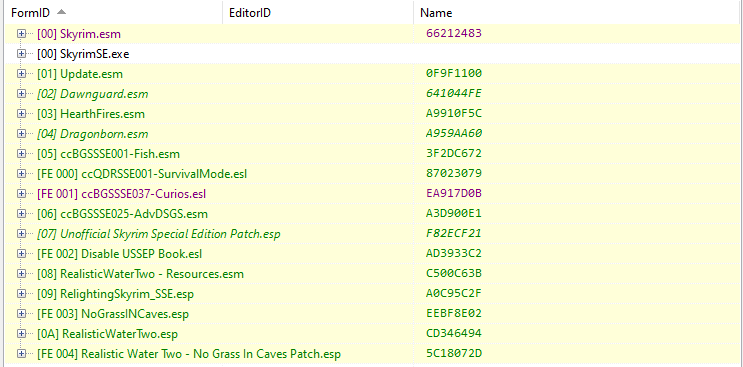 FormID EditorID Name
[00] Skyrim.esm 66212483
[00] SkyrimSE.exe
[01] Update.esm 0F9F1100
[02] Dawnguard.esm 641044FE
[03] HearthFires.esm A9910F5C
[04] Dragonborn.esm A959AA60
[05] ccBGSSSE001-Fish.esm 3F2DC672
[FE 000] ccQDRSSE001-SurvivalMode.esl 87023079
[FE 001] ccBGSSSE037-Curios.esl EA917D0B
[06] ccBGSSSE025-AdvDSGS.esm A3D900E1
[07] Unofficial Skyrim Special Edition Patch.esp F82ECF21
[FE 002] Disable USSEP Book.esl AD3933C2
[08] RealisticWaterTwo - Resources.esm C500C63B
[09] RelightingSkyrim_SSE.esp A0C95C2F
[FE 003] NoGrassINCaves.esp EEBF8E02
[0A] RealisticWaterTwo.esp CD346494
[FE 004] Realistic Water Two - No Grass In Caves Patch.esp 5C18072D